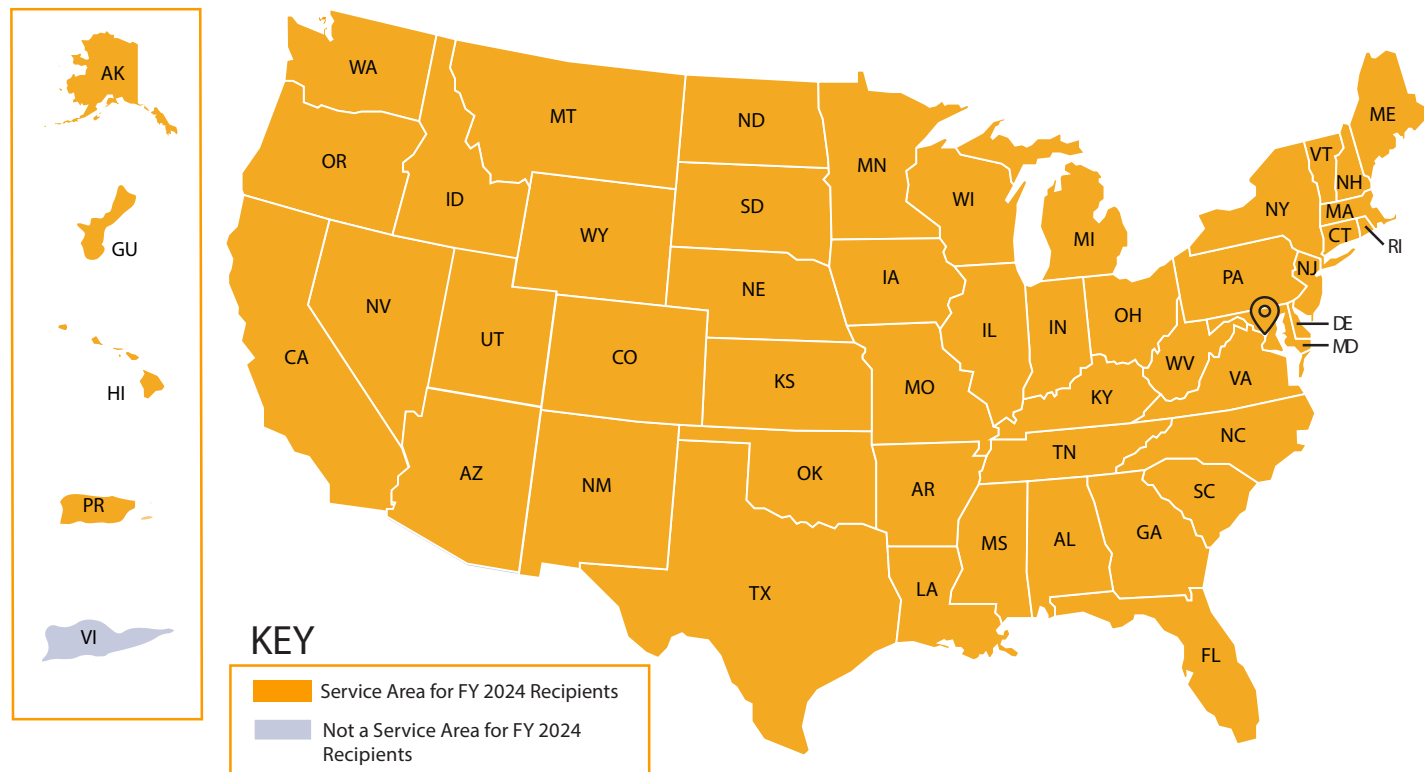 AK
GU
HI
PR
VI
WA
OR
CA
NV
ID
MT
WY
UT
AZ
CO
NM
ND
SD
NE
KS
OK
TX
MN
IA
MO
AR
LA
WI
IL
MI
IN
OH
KY
TN
MS
AL
GA
FL
SC
NC
VA
WV
PA
NY
NJ
DE
MD
VT
NH
ME
MA
CT
RI
KEY
Service Area for FY 2024 Recipients
Not a Service Area for FY 2024
Recipients